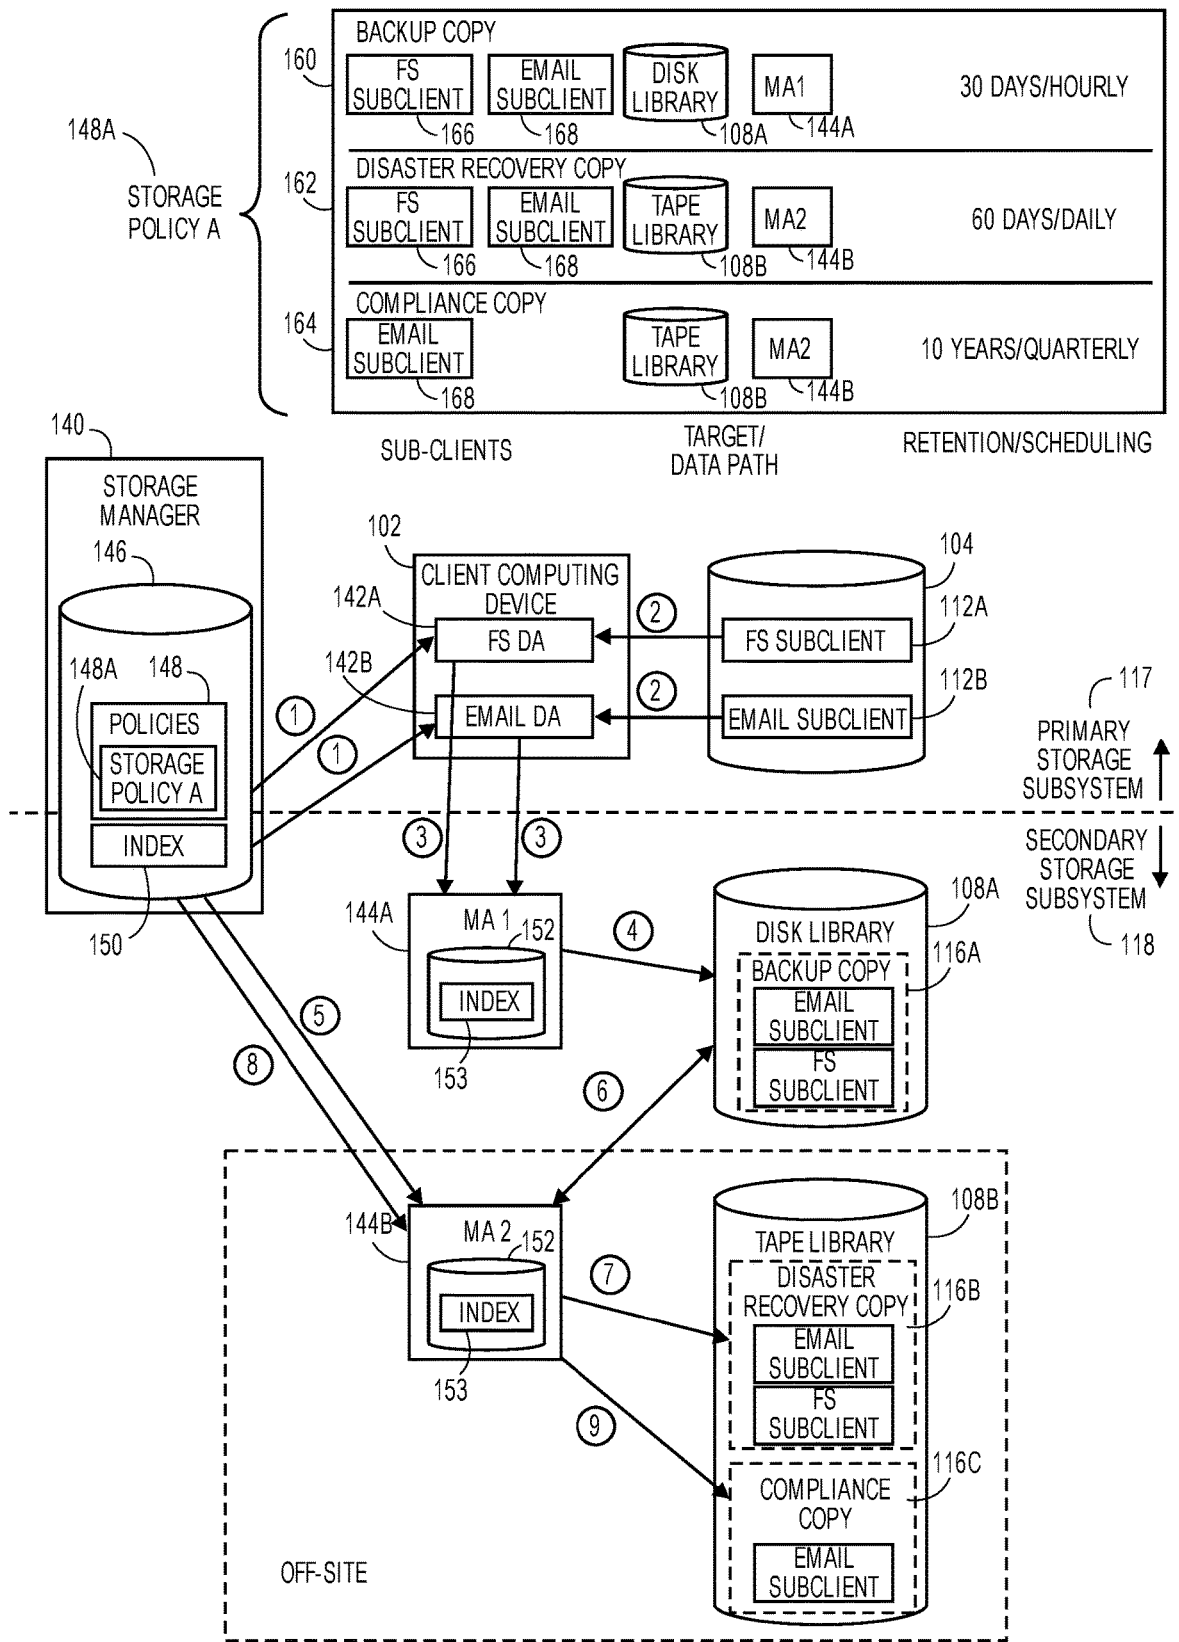 BACKUP COPY
160
FS
SUBCLIENT
166
EMAIL
SUBCLIENT
168
DISK
LIBRARY
108A
MA1
144A
30 DAYS/HOURLY
148A
STORAGE
POLICY A
DISASTER RECOVERY COPY
162
FS
SUBCLIENT
166
EMAIL
SUBCLIENT
168
TAPE
LIBRARY
108B
MA2
144B
60 DAYS/DAILY
COMPLIANCE COPY
164
EMAIL
SUBCLIENT
168
TAPE
LIBRARY
108B
MA2
144B
10 YEARS/QUARTERLY
SUB-CLIENTS
TARGET/
DATA PATH
RETENTION/SCHEDULING
140
STORAGE
MANAGER
146
148A
148
POLICIES
STORAGE
POLICY A
INDEX
150
102
CLIENT COMPUTING
DEVICE
142A
FS DA
142B
EMAIL DA
104
112A
FS SUBCLIENT
112B
EMAIL SUBCLIENT
1
1
2
2
117
PRIMARY
STORAGE
SUBSYSTEM
SECONDARY
STORAGE
SUBSYSTEM
118
3
3
144A
MA 1
152
INDEX
153
4
108A
DISK LIBRARY
116A
BACKUP COPY
EMAIL
SUBCLIENT
FS
SUBCLIENT
5
8
6
144B
MA 2
152
INDEX
153
7
9
108B
TAPE LIBRARY
DISASTER
RECOVERY COPY
116B
EMAIL
SUBCLIENT
FS
SUBCLIENT
116C
COMPLIANCE
COPY
EMAIL
SUBCLIENT
OFF-SITE